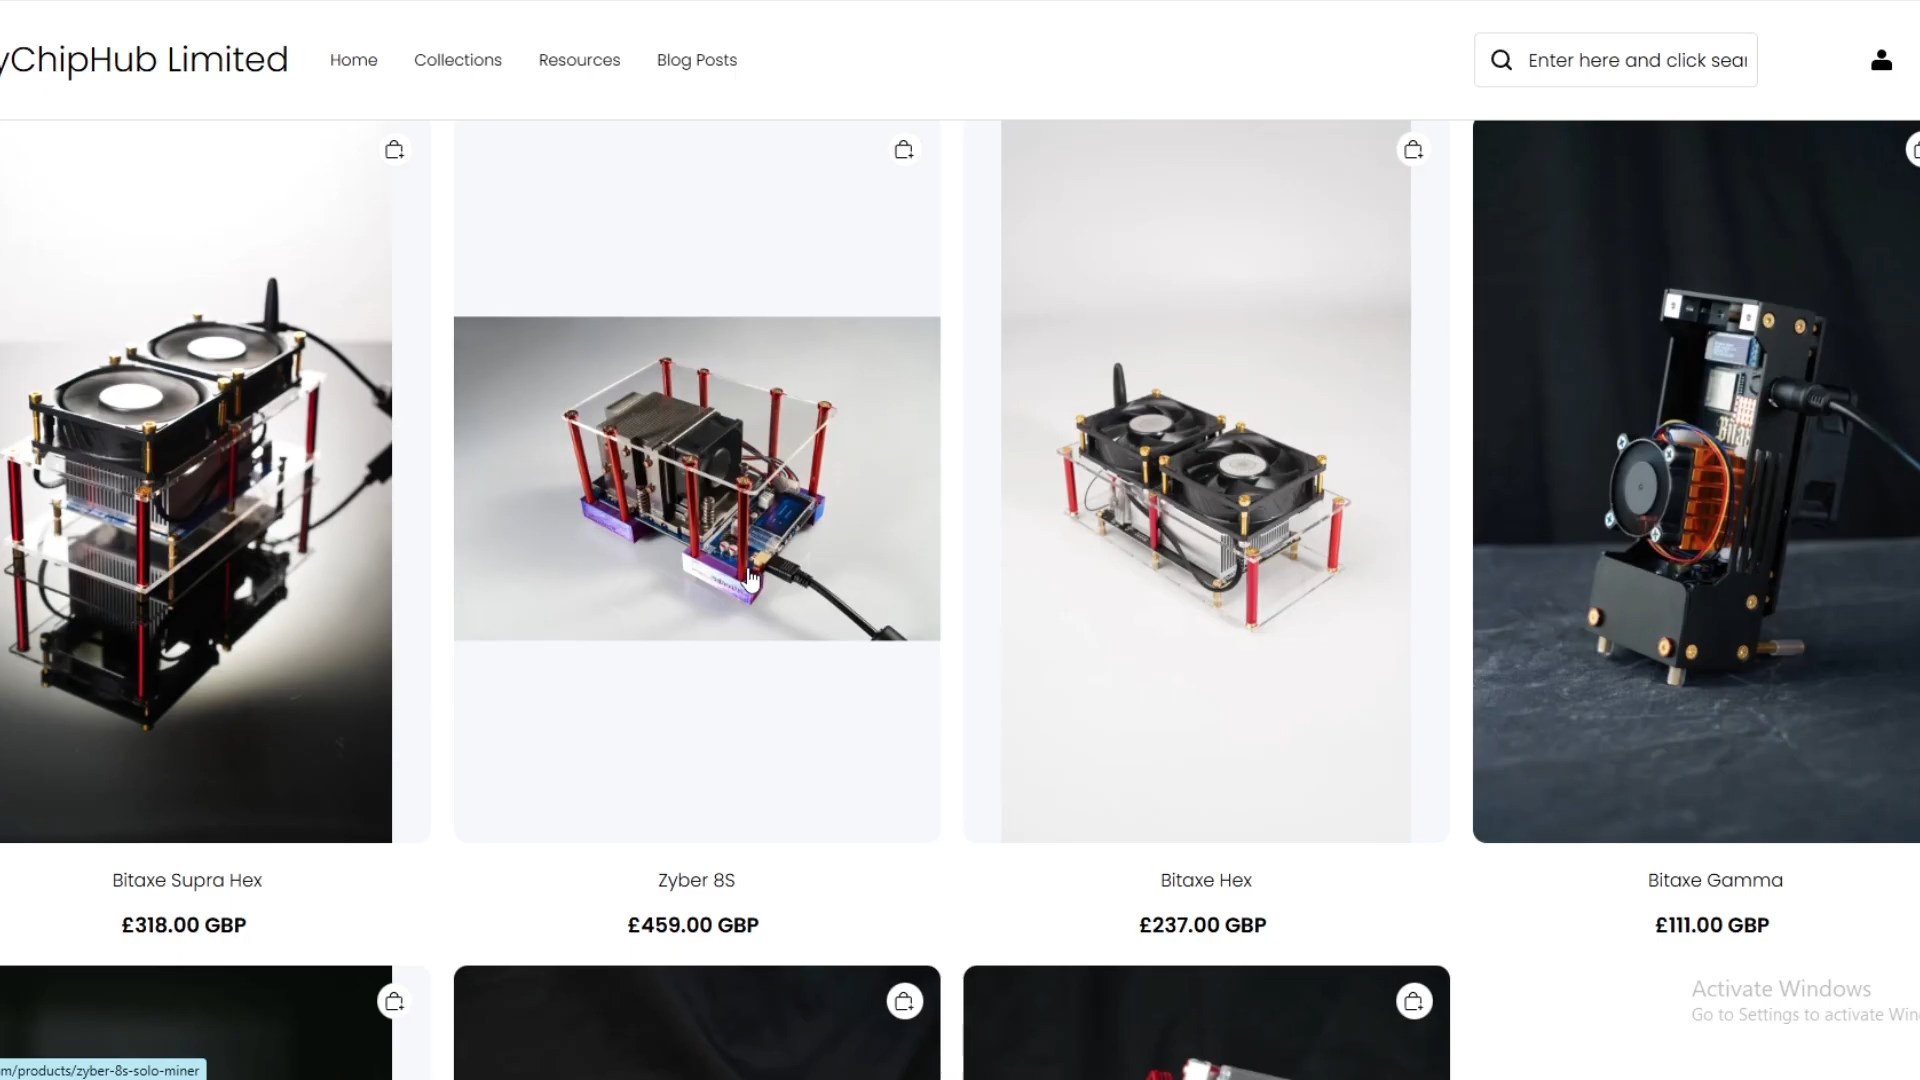 yChipHub Limited
Home
Collections
Resources
Blog Posts
Enter here and click sear
Bitaxe Supra Hex
£318.00 GBP
Zyber 8S
£459.00 GBP
Bitaxe Hex
£237.00 GBP
Bitaxe Gamma
£111.00 GBP
Activate Windows
Go to Settings to activate Win
m/products/zyber-8s-solo-miner